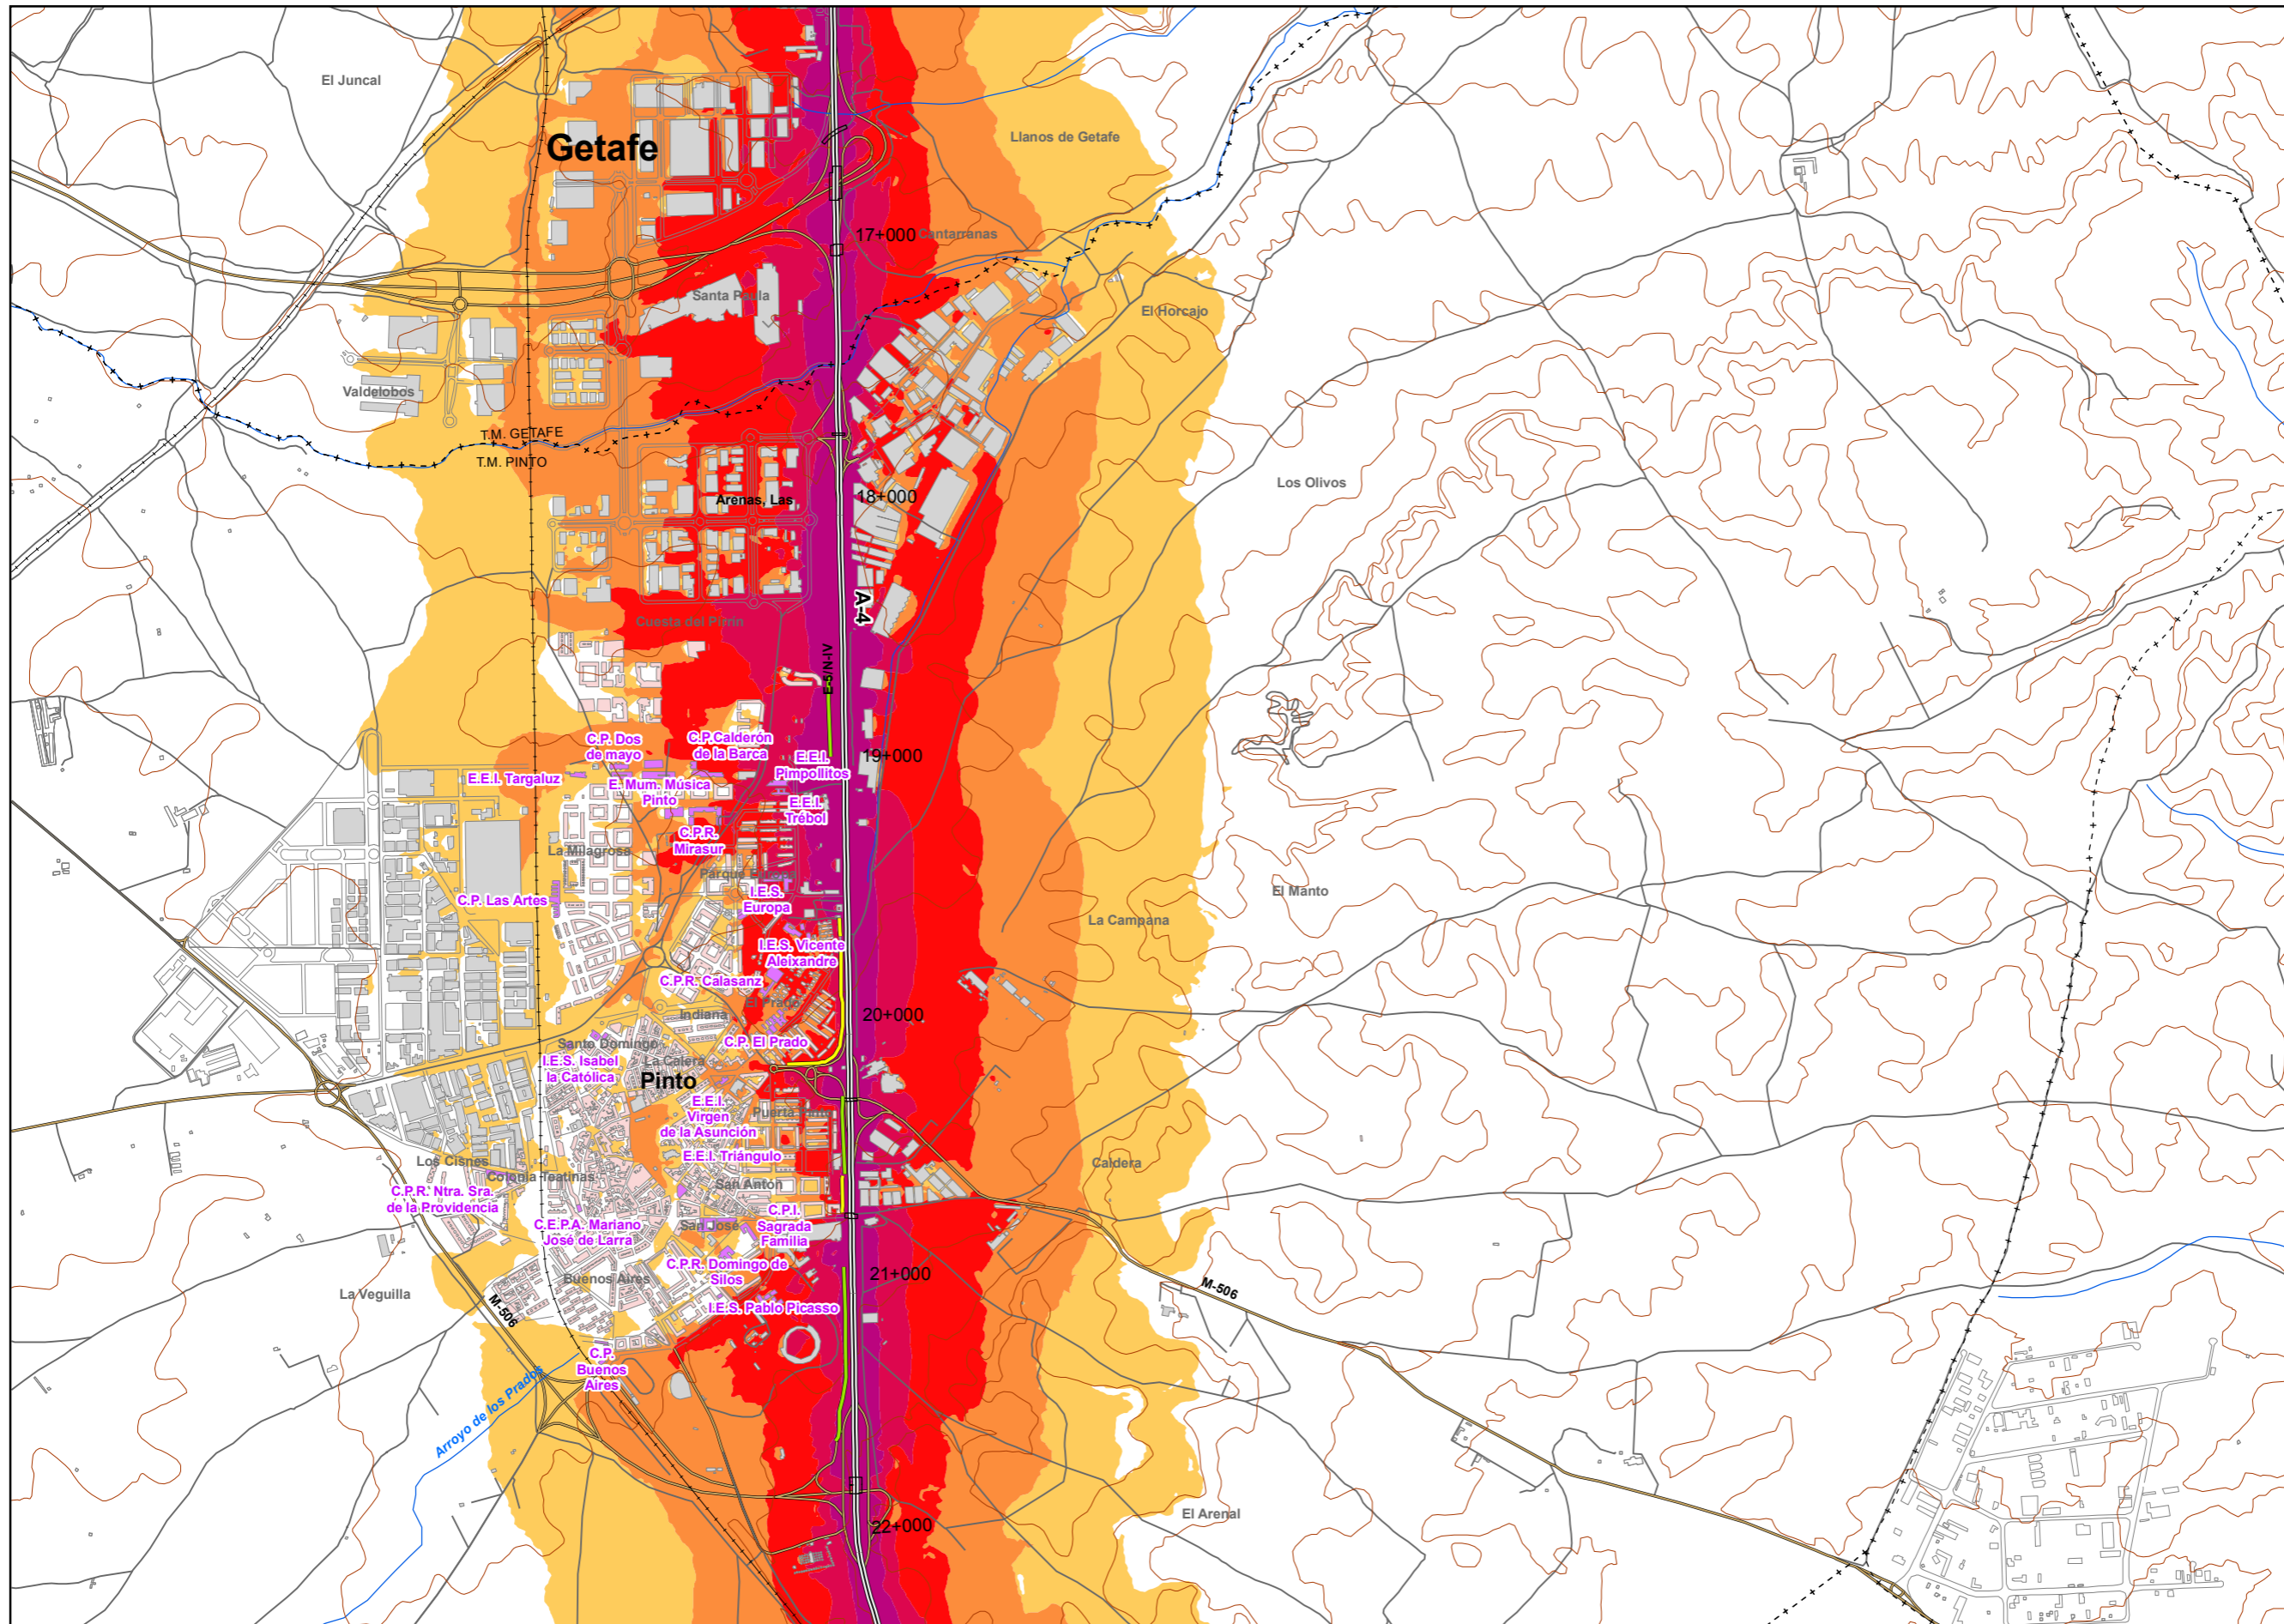 El Juncal
Getafe
Llanos de Getafe
17+000
Cantarranas
Santa Paula
El Horcajo
Valdelobos
T.M. GETAFE
T.M. PINTO
Los Olivos
Arenas, Las
18+000
A-4
Cuesta del Pirrin
E-5/N-IV
C.P. Dos
de mayo
C.P.Calderón
de la Barca
19+000
E.E.I.
Pimpollitos
E.E.I. Targaluz
E. Mum. Música
Pinto
E.E.I.
Trébol
C.P.R.
Mirasur
La Milagrosa
Parque Europa
I.E.S.
Europa
C.P. Las Artes
El Manto
La Campana
I.E.S. Vicente
Aleixandre
C.P.R. Calasanz
El Prado
Indiana
20+000
C.P. El Prado
Santo Domingo
I.E.S. Isabel
la Católica
La Calera
Pinto
E.E.I.
Virgen
de la Asunción
Puerta Pinto
E.E.I. Triángulo
Los Cisnes
Colonia Teatinas
San Antón
Caldera
C.P.R. Ntra. Sra.
de la Providencia
C.E.P.A. Mariano
José de Larra
San José
C.P.I.
Sagrada
Familia
C.P.R. Domingo de
Silos
Buenos Aires
21+000
La Veguilla
M-506
M-506
I.E.S. Pablo Picasso
C.P.
Buenos
Aires
Arroyo de los Prados
El Arenal
22+000